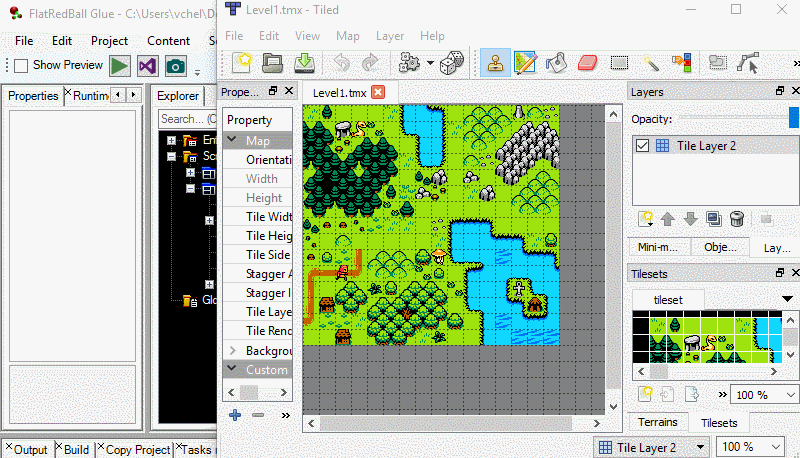 FlatRedBall Glue - C:\Users\vchel\De
File Edit Project Content
Show Preview
Properties
Runtime
Explorer
Search... (C
En
Sc
Glo
Output
Build
Copy Project
Tasks
Level1.tmx - Tiled
File Edit View Map Layer Help
Prope...
Level1.tmx
Property
Map
Orientati
Width
Height
Tile Widt
Tile Heig
Tile Side
Stagger A
Stagger I
Tile Layer
Tile Rend
Backgrou
Custom
Layers
Opacity:
Tile Layer 2
Mini-m... Obje... Lay...
Tilesets
tileset
100 %
Terrains Tilesets
Tile Layer 2 100 %